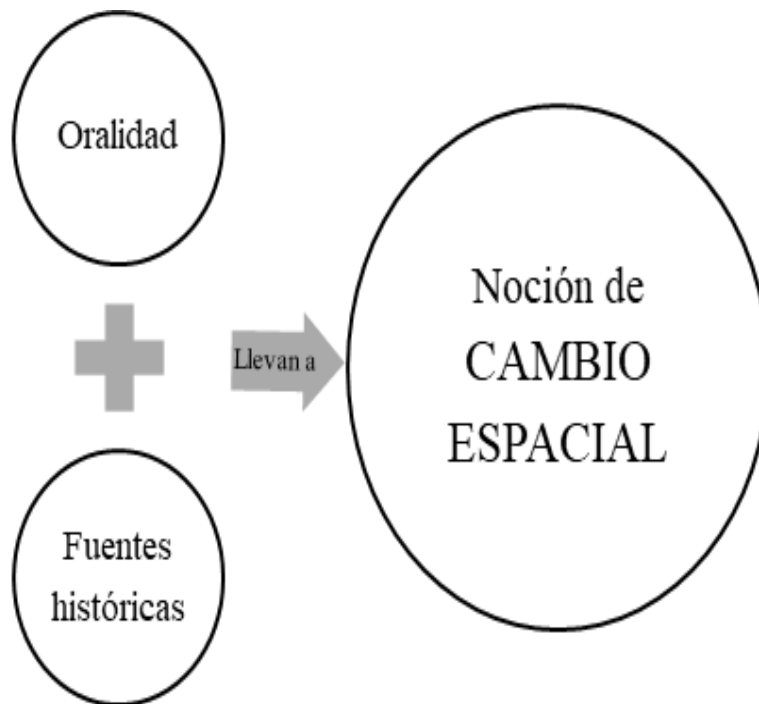 Oralidad
Fuentes
históricas
Llevan a
Noción de
CAMBIO
ESPACIAL